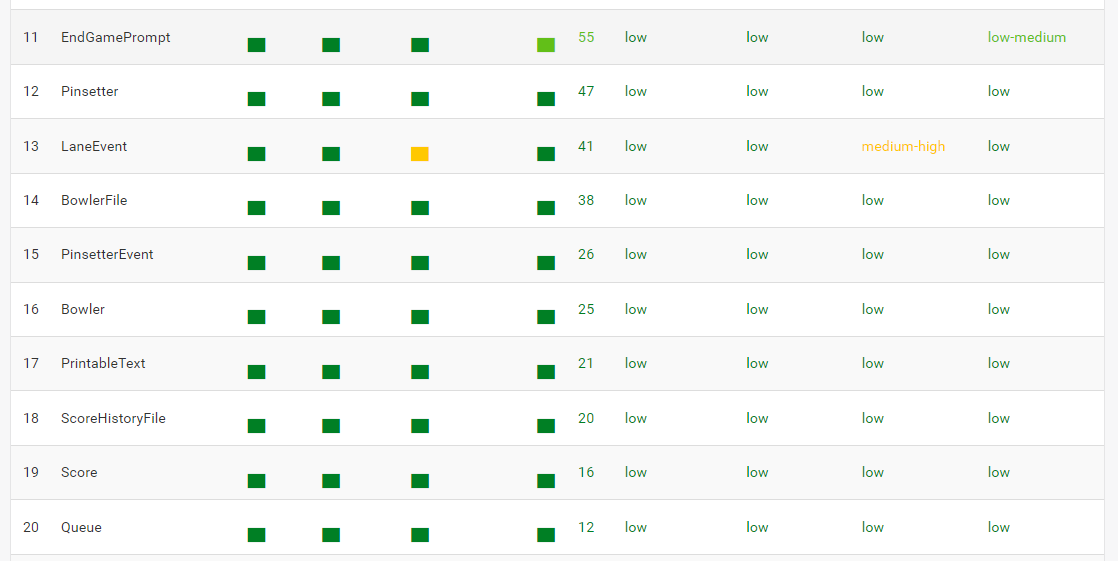 11 EndGamePrompt 55 low low low low-medium
12 Pinsetter 47 low low low low
13 LaneEvent 41 low low medium-high low
14 BowlerFile 38 low low low low
15 PinsetterEvent 26 low low low low
16 Bowler 25 low low low low
17 PrintableText 21 low low low low
18 ScoreHistoryFile 20 low low low low
19 Score 16 low low low low
20 Queue 12 low low low low